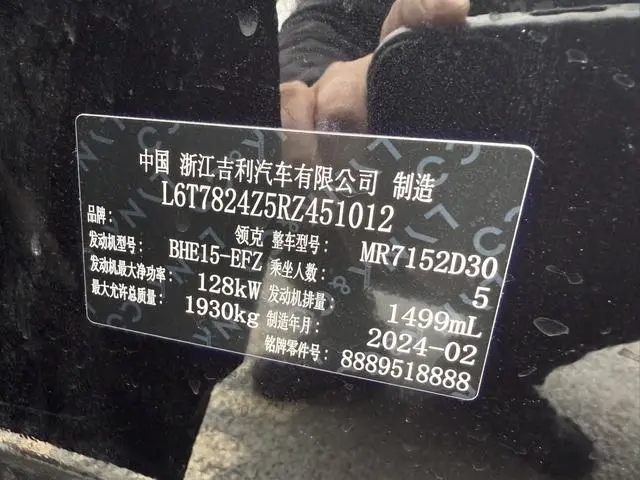 中国 浙江吉利汽车有限公司 制造
L6T7824Z5RZ451012
品牌: 领克 整车型号: MR7152D30
发动机型号: BHE15-EFZ 乘坐人数: 5
发动机最大净功率: 128kW 发动机排量: 1499mL
最大允许总质量: 1930kg 制造年月: 2024-02
铭牌零件号: 8889518888